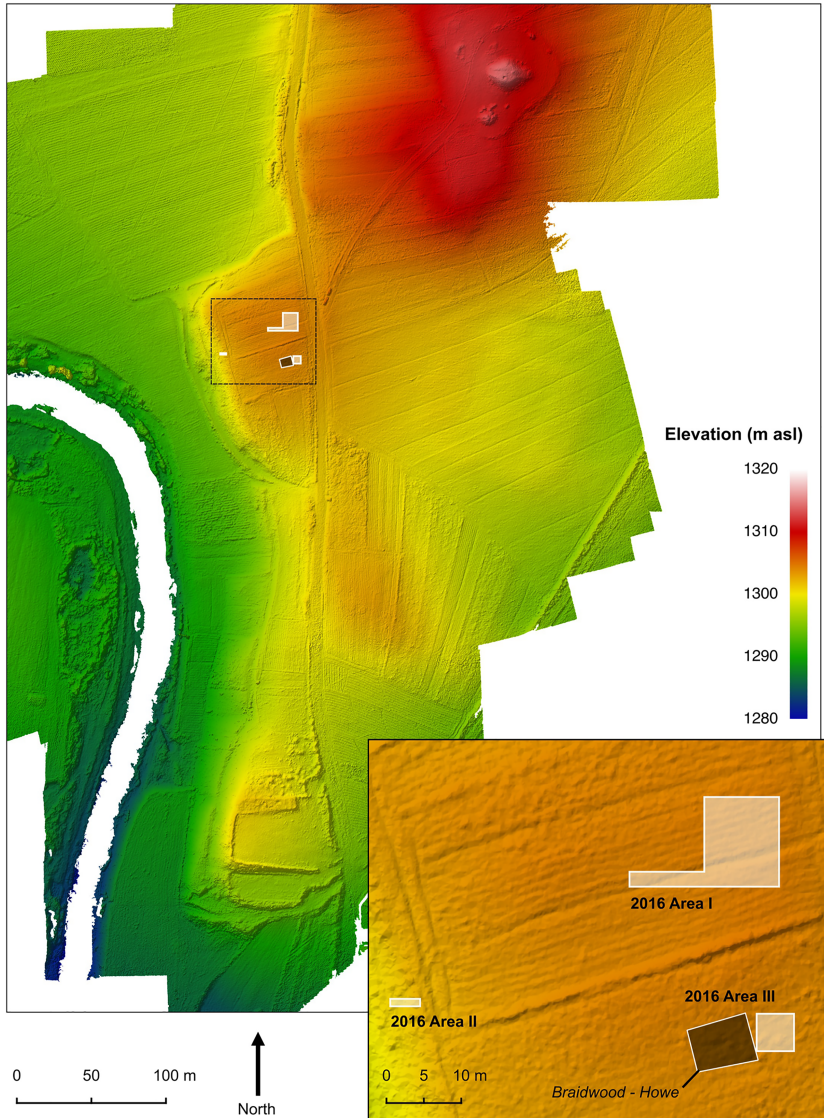 Elevation (m asl)
1320
1310
1300
1290
1280
2016 Area I
2016 Area III
2016 Area II
Braidwood - Howe
0 50 100 m
North
0 5 10 m